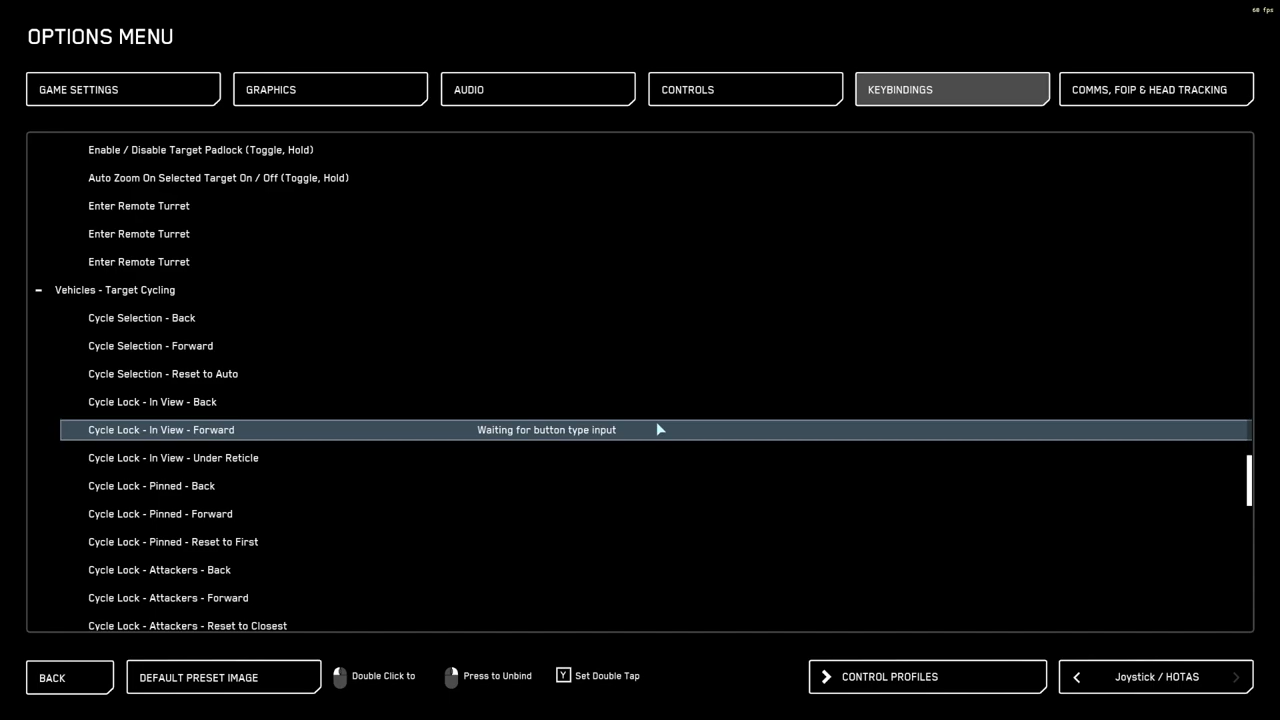 68 fps
OPTIONS MENU
GAME SETTINGS
GRAPHICS
AUDIO
CONTROLS
KEYBINDINGS
COMMS, FOIP & HEAD TRACKING
Enable / Disable Target Padlock (Toggle, Hold)
Auto Zoom On Selected Target On / Off (Toggle, Hold)
Enter Remote Turret
Enter Remote Turret
Enter Remote Turret
Vehicles - Target Cycling
Cycle Selection - Back
Cycle Selection - Forward
Cycle Selection - Reset to Auto
Cycle Lock - In View - Back
Cycle Lock - In View - Forward Waiting for button type input
Cycle Lock - In View - Under Reticle
Cycle Lock - Pinned - Back
Cycle Lock - Pinned - Forward
Cycle Lock - Pinned - Reset to First
Cycle Lock - Attackers - Back
Cycle Lock - Attackers - Forward
Cycle Lock - Attackers - Reset to Closest
BACK
DEFAULT PRESET IMAGE
Double Click to
Press to Unbind
Y Set Double Tap
CONTROL PROFILES
Joystick / HOTAS